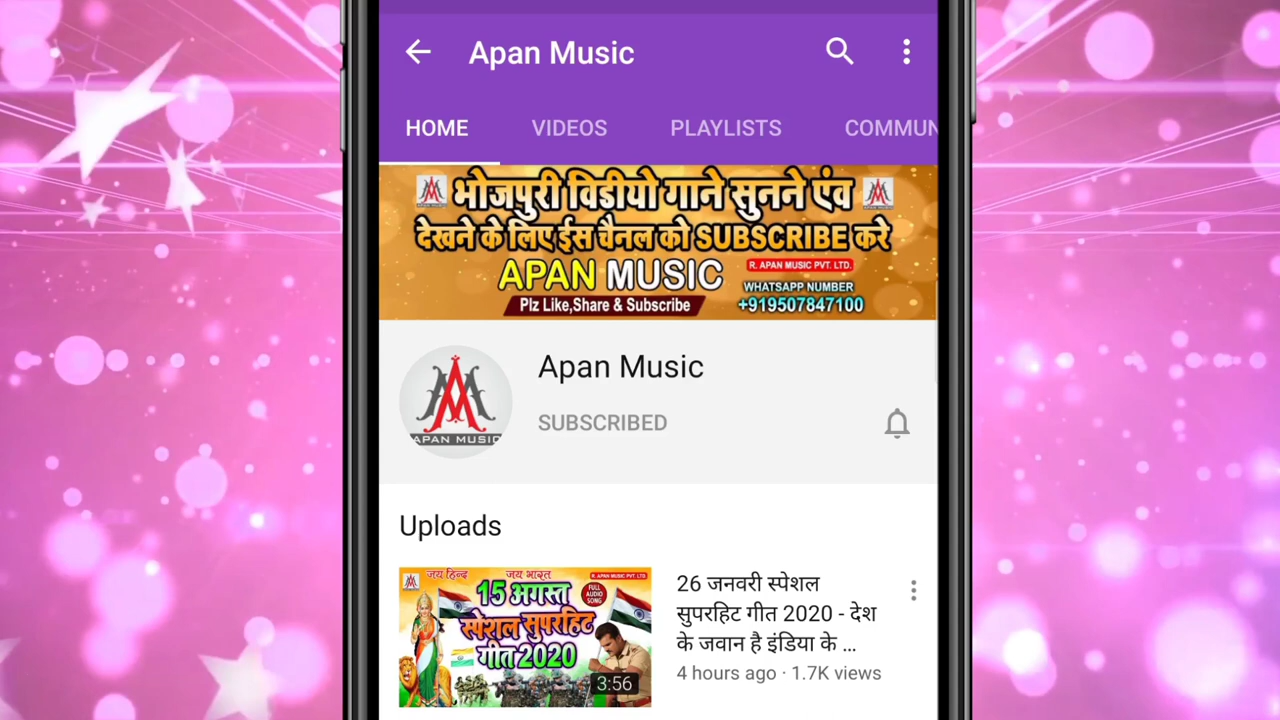 Apan Music
HOME VIDEOS PLAYLISTS COMMUN
भोजपुरी विडीयो गाने सुनने एंव
देखने के लिए ईस चैनल को SUBSCRIBE करे
APAN MUSIC
R. APAN MUSIC PVT. LTD.
Plz Like,Share & Subscribe
WHATSAPP NUMBER
+919507847100
Apan Music
SUBSCRIBED
APAN MUSIC
Uploads
जय हिन्द जय भारत
R. APAN MUSIC PVT. LTD
15 अगस्त
FULL AUDIO SONG
स्पेशल सुपरहिट
गीत 2020
3:56
26 जनवरी स्पेशल
सुपरहिट गीत 2020 - देश
के जवान है इंडिया के ...
4 hours ago · 1.7K views